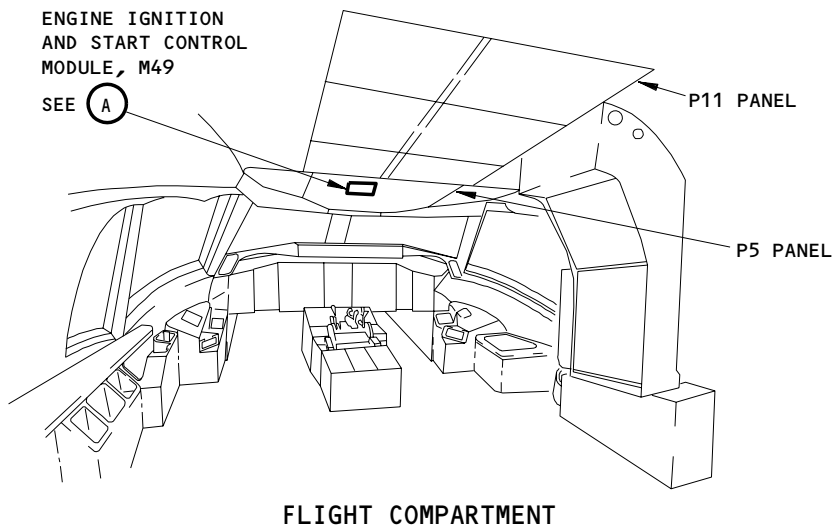 ENGINE IGNITION
AND START CONTROL
MODULE, M49
SEE A
P11 PANEL
P5 PANEL
FLIGHT COMPARTMENT